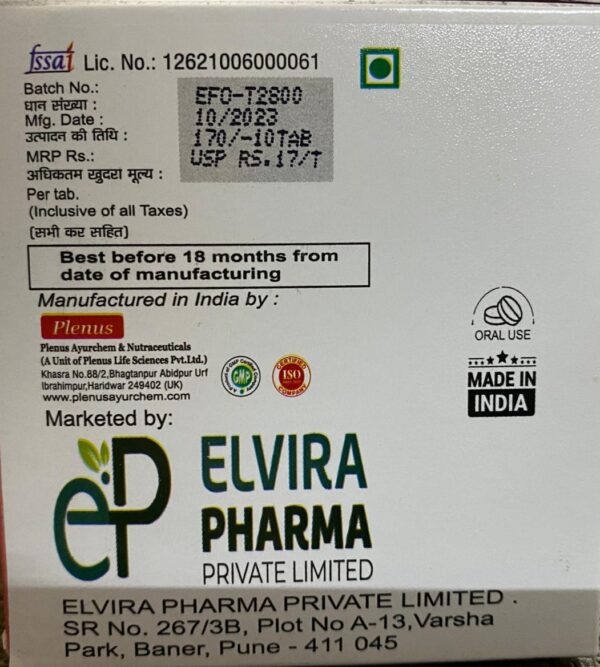 fssai Lic. No.: 12621006000061
Batch No.:
धान संख्या :
EFO-T2800
Mfg. Date :
उत्पादन की तिथि :
10/2023
MRP Rs.:
अधिकतम खुदरा मूल्य :
170/-10TAB
USP RS.17/T
Per tab.
(Inclusive of all Taxes)
(सभी कर सहित)
Best before 18 months from
date of manufacturing
Manufactured in India by :
Plenus
Plenus Ayurchem & Nutraceuticals
(A Unit of Plenus Life Sciences Pvt.Ltd.)
Khasra No.88/2,Bhagtanpur Abidpur Urf
Ibrahimpur,Haridwar 249402 (UK)
www.plenusayurchem.com
GMP
CERTIFIED
ISO
COMPANY
ORAL USE
MADE IN
INDIA
Marketed by:
eP
ELVIRA
PHARMA
PRIVATE LIMITED
ELVIRA PHARMA PRIVATE LIMITED .
SR No. 267/3B, Plot No A-13,Varsha
Park, Baner, Pune - 411 045